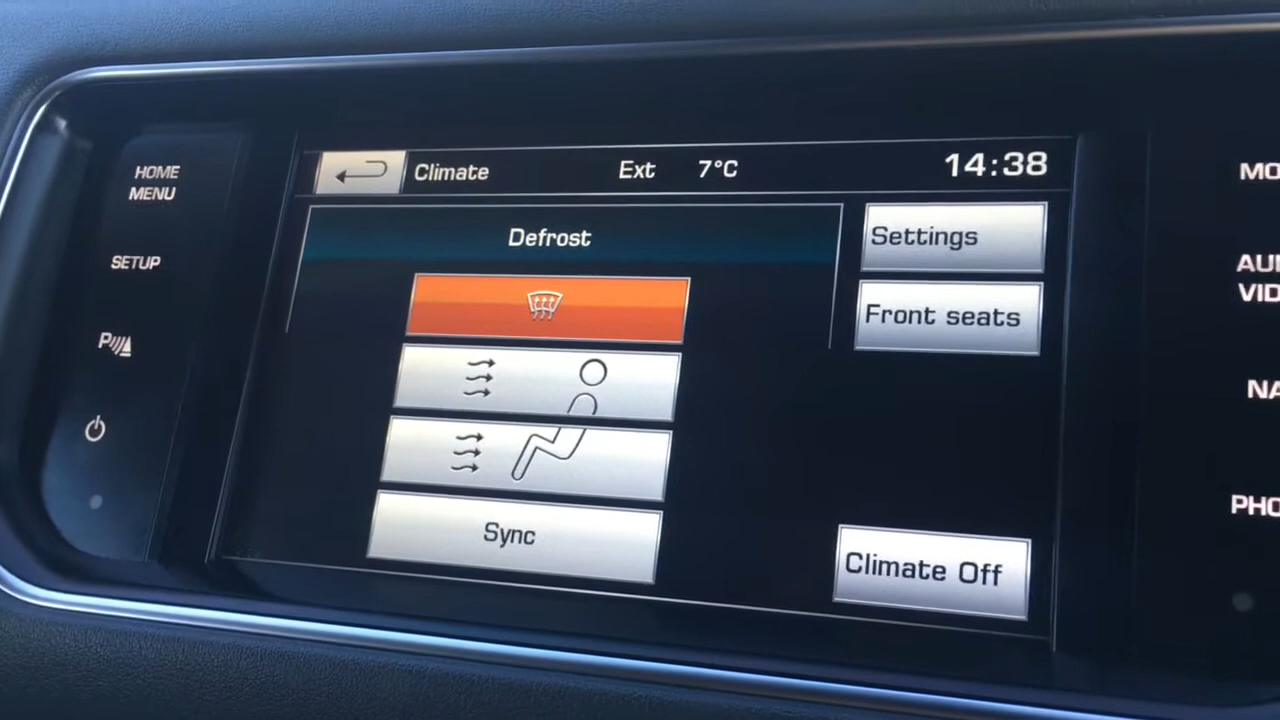 HOME
MENU
SETUP
P
Climate Ext 7°C 14:38
Defrost
Sync
Settings
Front seats
Climate Off
MO
AU
VID
NA
PHO